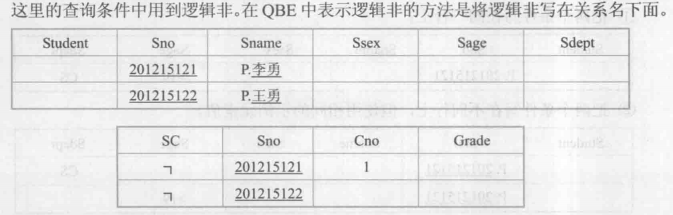 这里的查询条件中用到逻辑非。在 QBE 中表示逻辑非的方法是将逻辑非写在关系名下面。
Student Sno Sname Ssex Sage Sdept
201215121 P.李勇
201215122 P.王勇
SC Sno Cno Grade
¬ 201215121 1
¬ 201215122